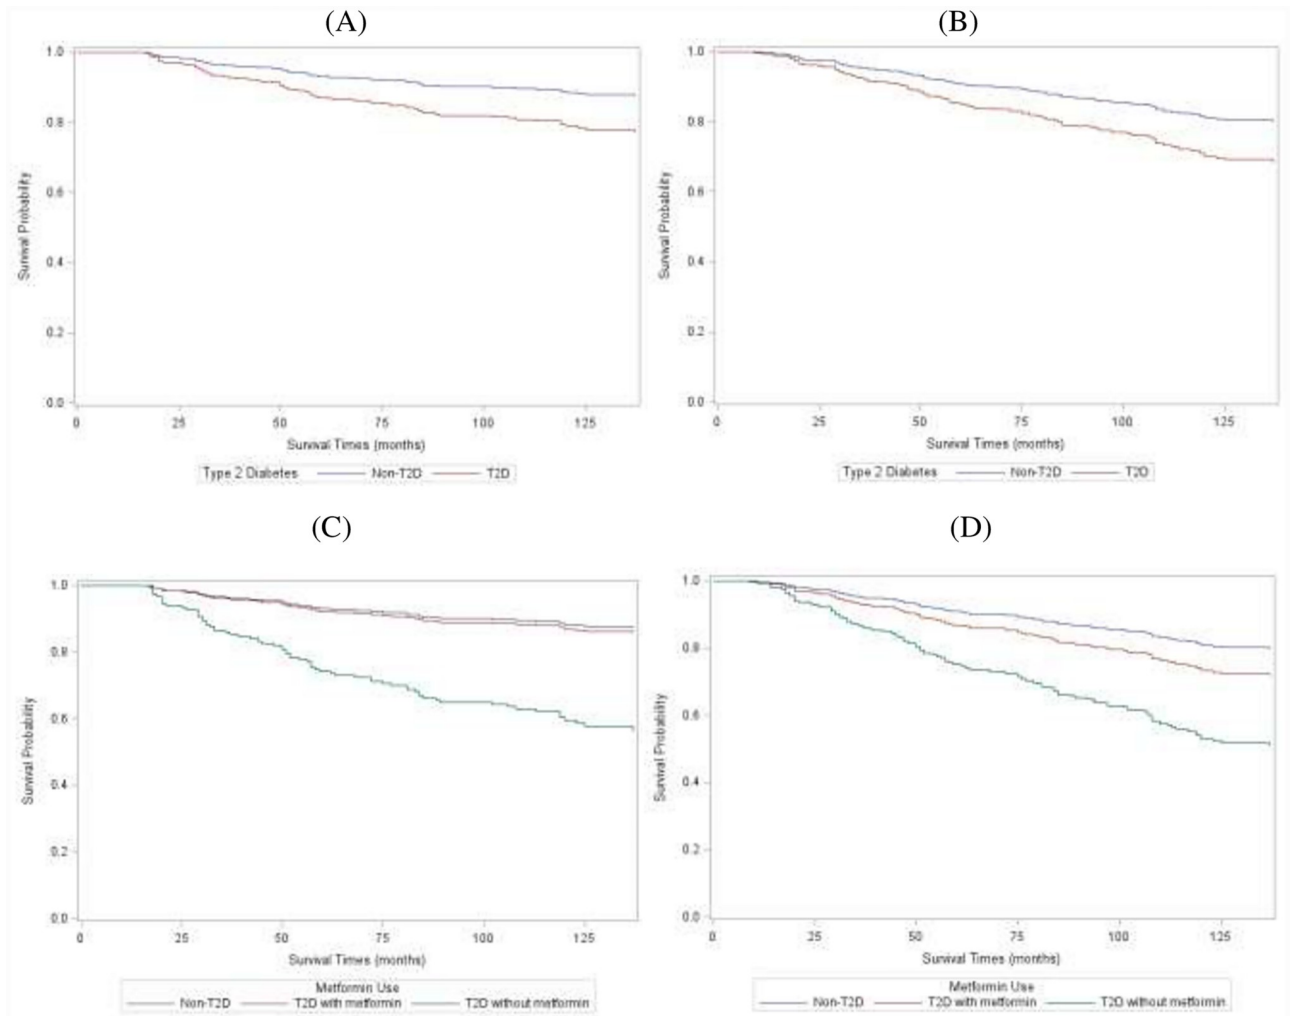 (A)
1.0
0.8
0.6
0.4
0.2
0.0
Survival Probability
0 25 50 75 100 125
Survival Times (months)
Type 2 Diabetes Non-T2D T2D
(B)
1.0
0.8
0.6
0.4
0.2
0.0
Survival Probability
0 25 50 75 100 125
Survival Times (months)
Type 2 Diabetes Non-T2D T2D
(C)
1.0
0.8
0.6
0.4
0.2
0.0
Survival Probability
0 25 50 75 100 125
Survival Times (months)
Metformin Use
Non-T2D T2D with metformin T2D without metformin
(D)
1.0
0.8
0.6
0.4
0.2
0.0
Survival Probability
0 25 50 75 100 125
Survival Times (months)
Metformin Use
Non-T2D T2D with metformin T2D without metformin